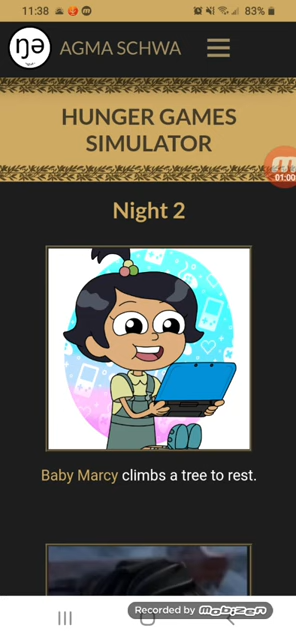 11:38
83%
ŋə
AGMA SCHWA
HUNGER GAMES
SIMULATOR
01:00
Night 2
Baby Marcy climbs a tree to rest.
Recorded by mobizen